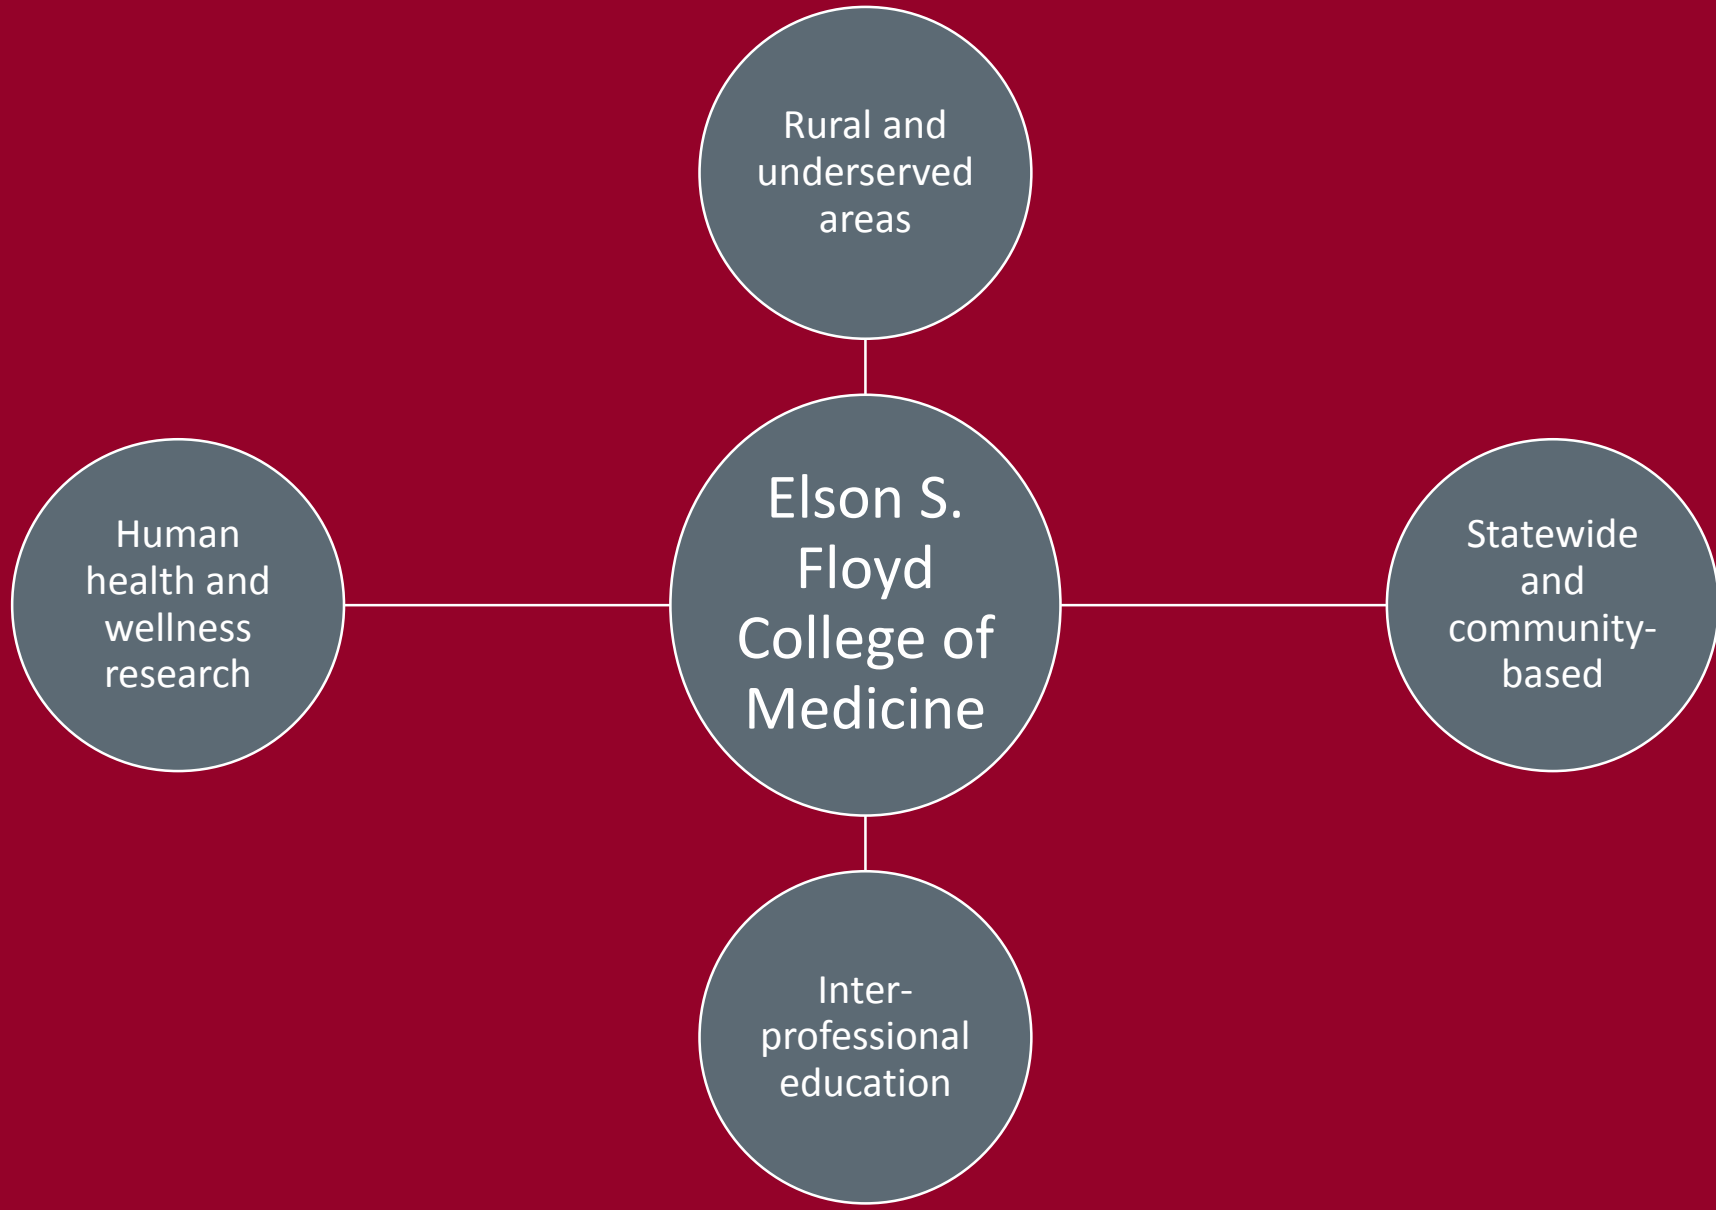 Rural and
underserved
areas
Human
health and
wellness
research
Elson S.
Floyd
College of
Medicine
Statewide
and
community-
based
Inter-
professional
education